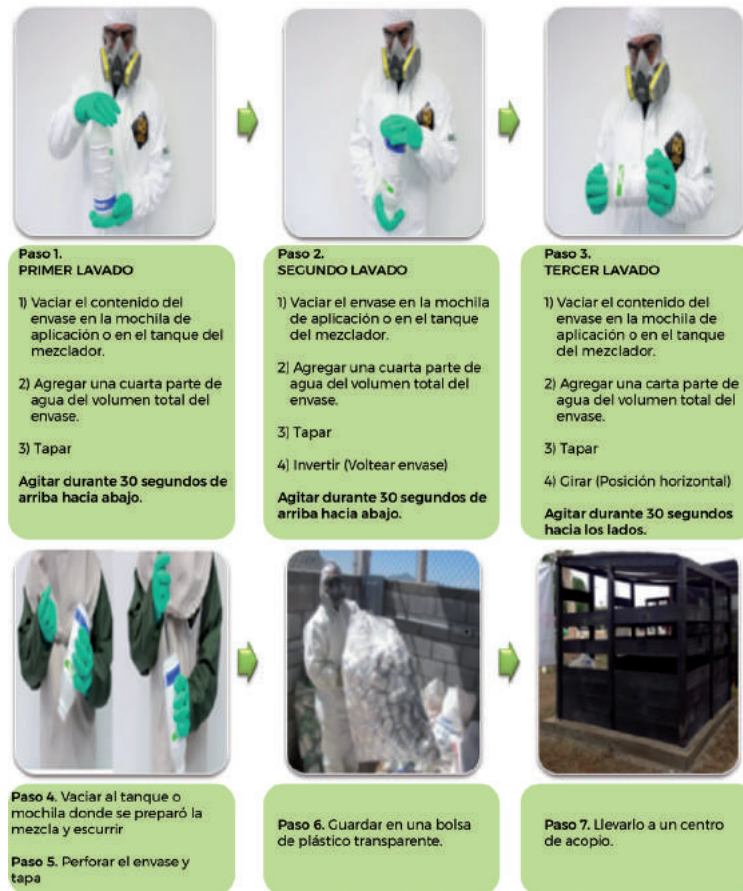 Paso 1.
PRIMER LAVADO
1) Vaciar el contenido del
envase en la mochila de
aplicación o en el tanque del
mezclador.
2) Agregar una cuarta parte de
agua del volumen total del
envase.
3) Tapar
Agitar durante 30 segundos de
arriba hacia abajo.
Paso 2.
SEGUNDO LAVADO
1) Vaciar el envase en la mochila
de aplicación o en el tanque
del mezclador.
2) Agregar una cuarta parte de
agua del volumen total del
envase.
3) Tapar
4) Invertir (Voltear envase)
Agitar durante 30 segundos de
arriba hacia abajo.
Paso 3.
TERCER LAVADO
1) Vaciar el contenido del
envase en la mochila de
aplicación o en el tanque
del mezclador.
2) Agregar una carta parte de
agua del volumen total del
envase.
3) Tapar
4) Girar (Posición horizontal)
Agitar durante 30 segundos
hacia los lados.
Paso 4. Vaciar al tanque o
mochila donde se preparó la
mezcla y escurrir
Paso 5. Perforar el envase y
tapa
Paso 6. Guardar en una bolsa
de plástico transparente.
Paso 7. Llevarlo a un centro
de acopio.